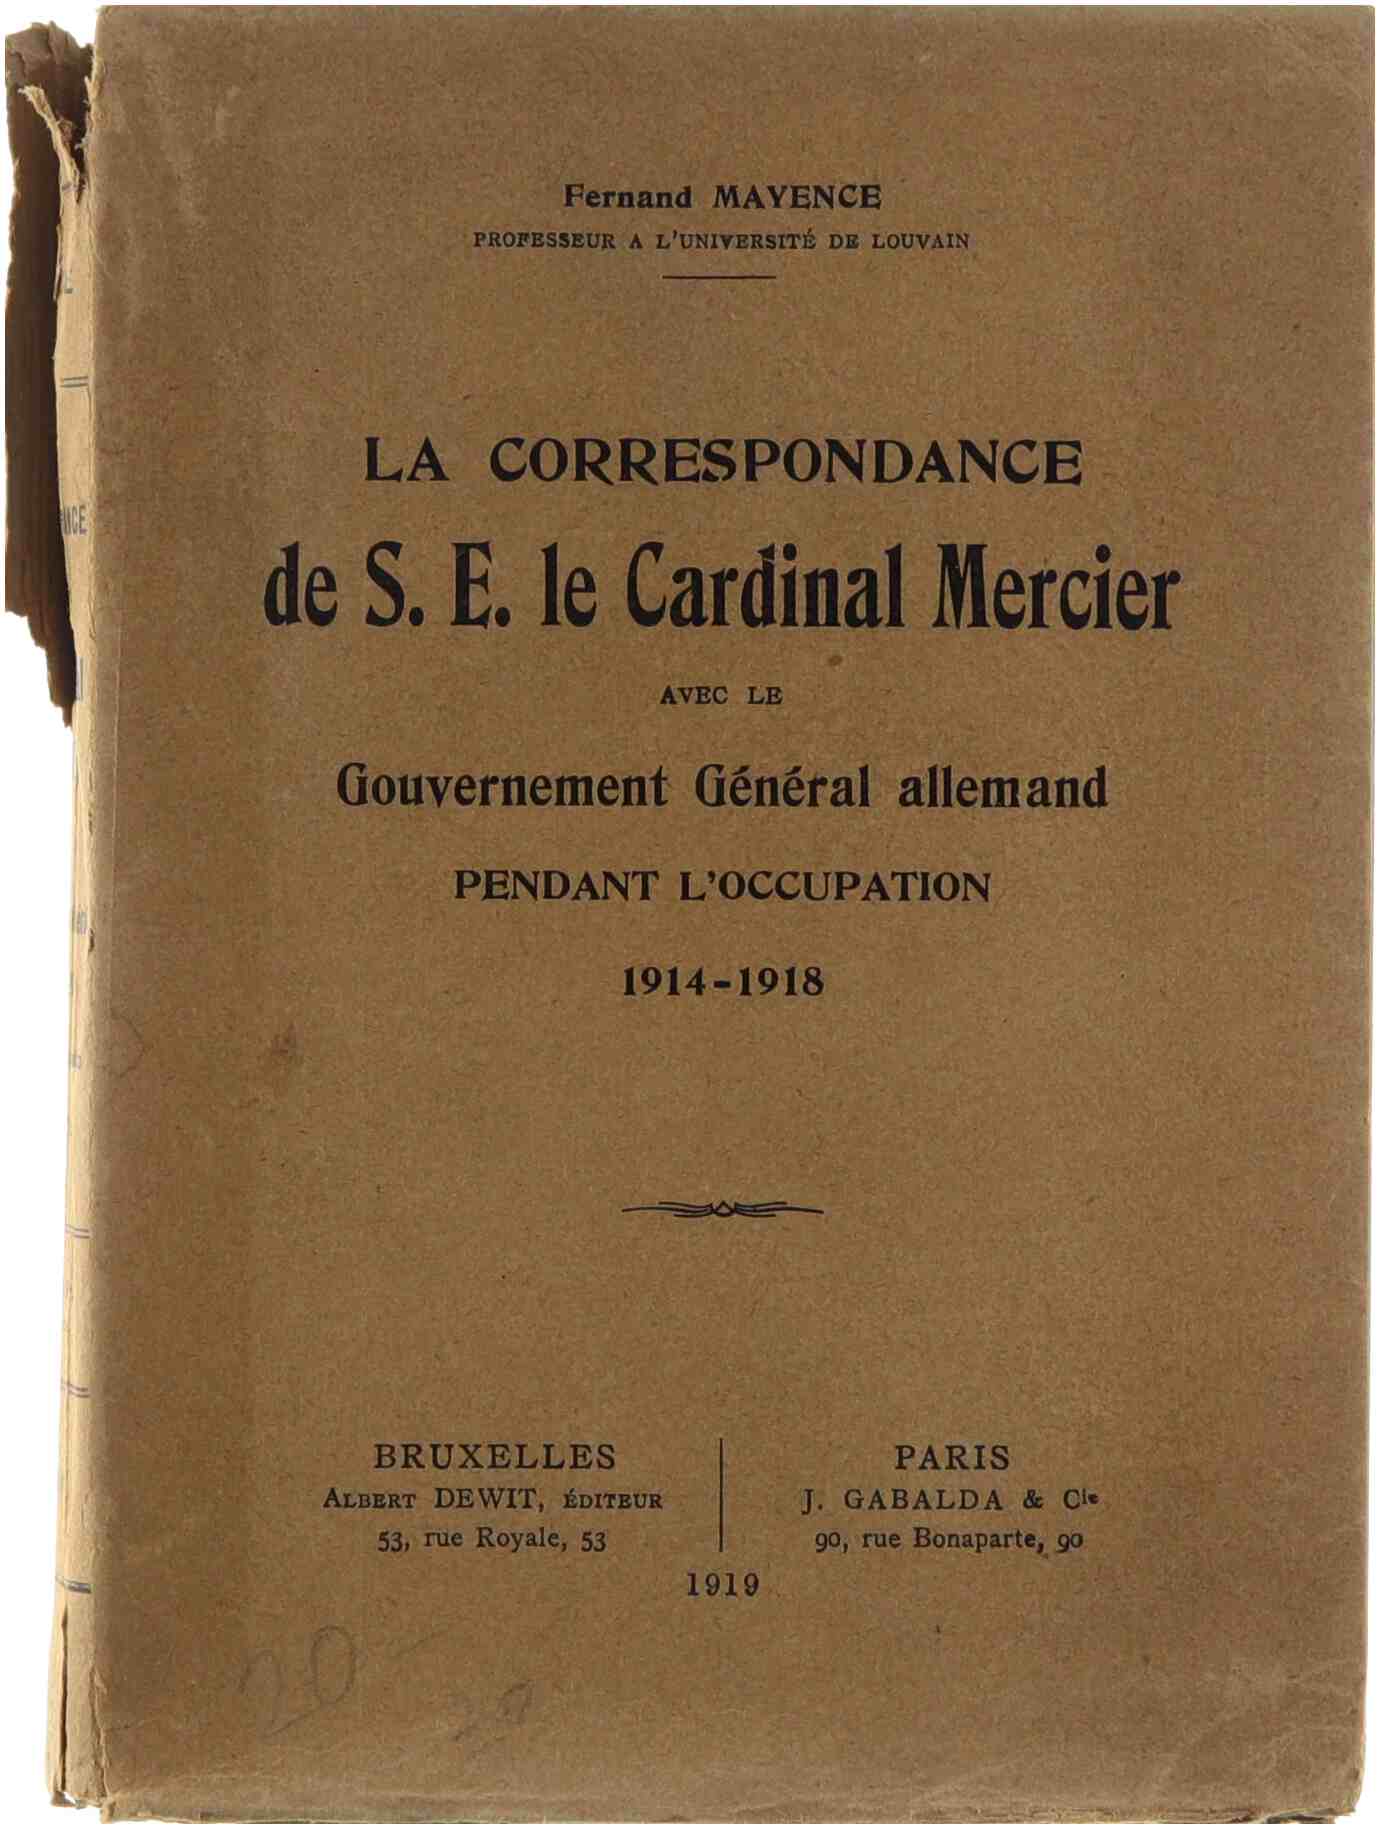 Fernand MAYENCE
PROFESSEUR A L'UNIVERSITÉ DE LOUVAIN
LA CORRESPONDANCE
de S. E. le Cardinal Mercier
AVEC LE
Gouvernement Général allemand
PENDANT L'OCCUPATION
1914-1918
BRUXELLES
ALBERT DEWIT, ÉDITEUR
53, rue Royale, 53
PARIS
J. GABALDA & Cie
90, rue Bonaparte, 90
1919
20